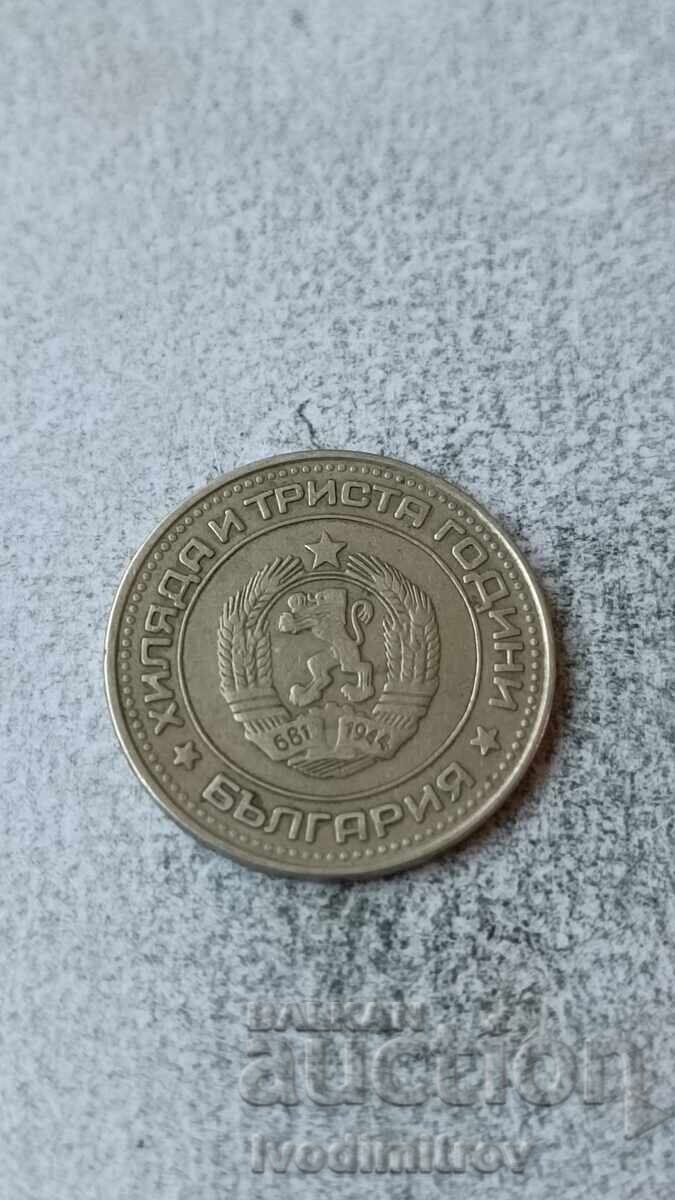 ХИЛЯДА И ТРИСТА ГОДИНИ
681 1944
БЪЛГАРИЯ
BALKAN
auction
Ivodimitrov